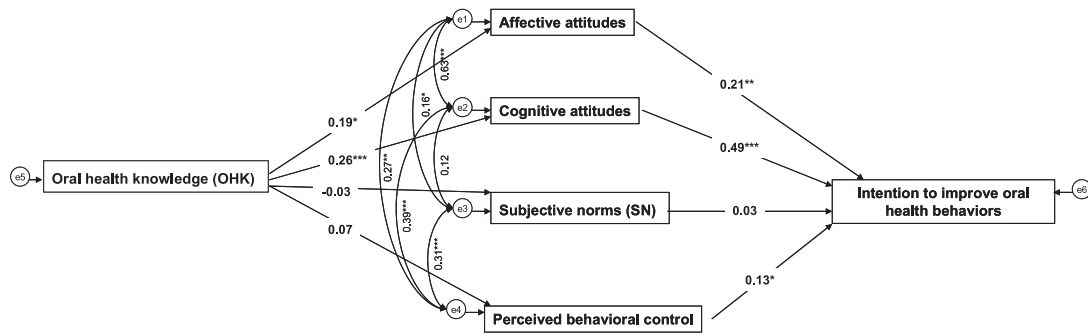 e1
Affective attitudes
0.63***
0.21**
0.16*
e2
Cognitive attitudes
0.19*
0.49***
0.26***
0.27**
0.12
e5
Oral health knowledge (OHK)
-0.03
0.39***
e3
Subjective norms (SN)
0.03
Intention to improve oral
health behaviors
e6
0.07
0.31***
0.13*
e4
Perceived behavioral control